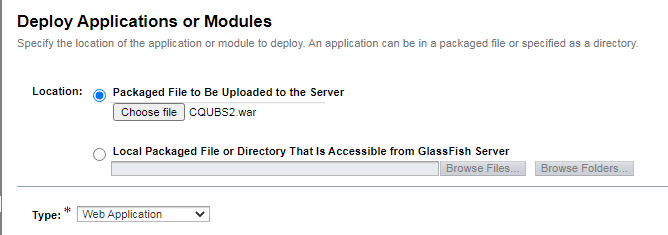 Deploy Applications or Modules
Specify the location of the application or module to deploy. An application can be in a packaged file or specified as a directory.
Location: Packaged File to Be Uploaded to the Server
Choose file CQUBS2.war
Local Packaged File or Directory That Is Accessible from GlassFish Server
Browse Files... Browse Folders...
Type: * Web Application